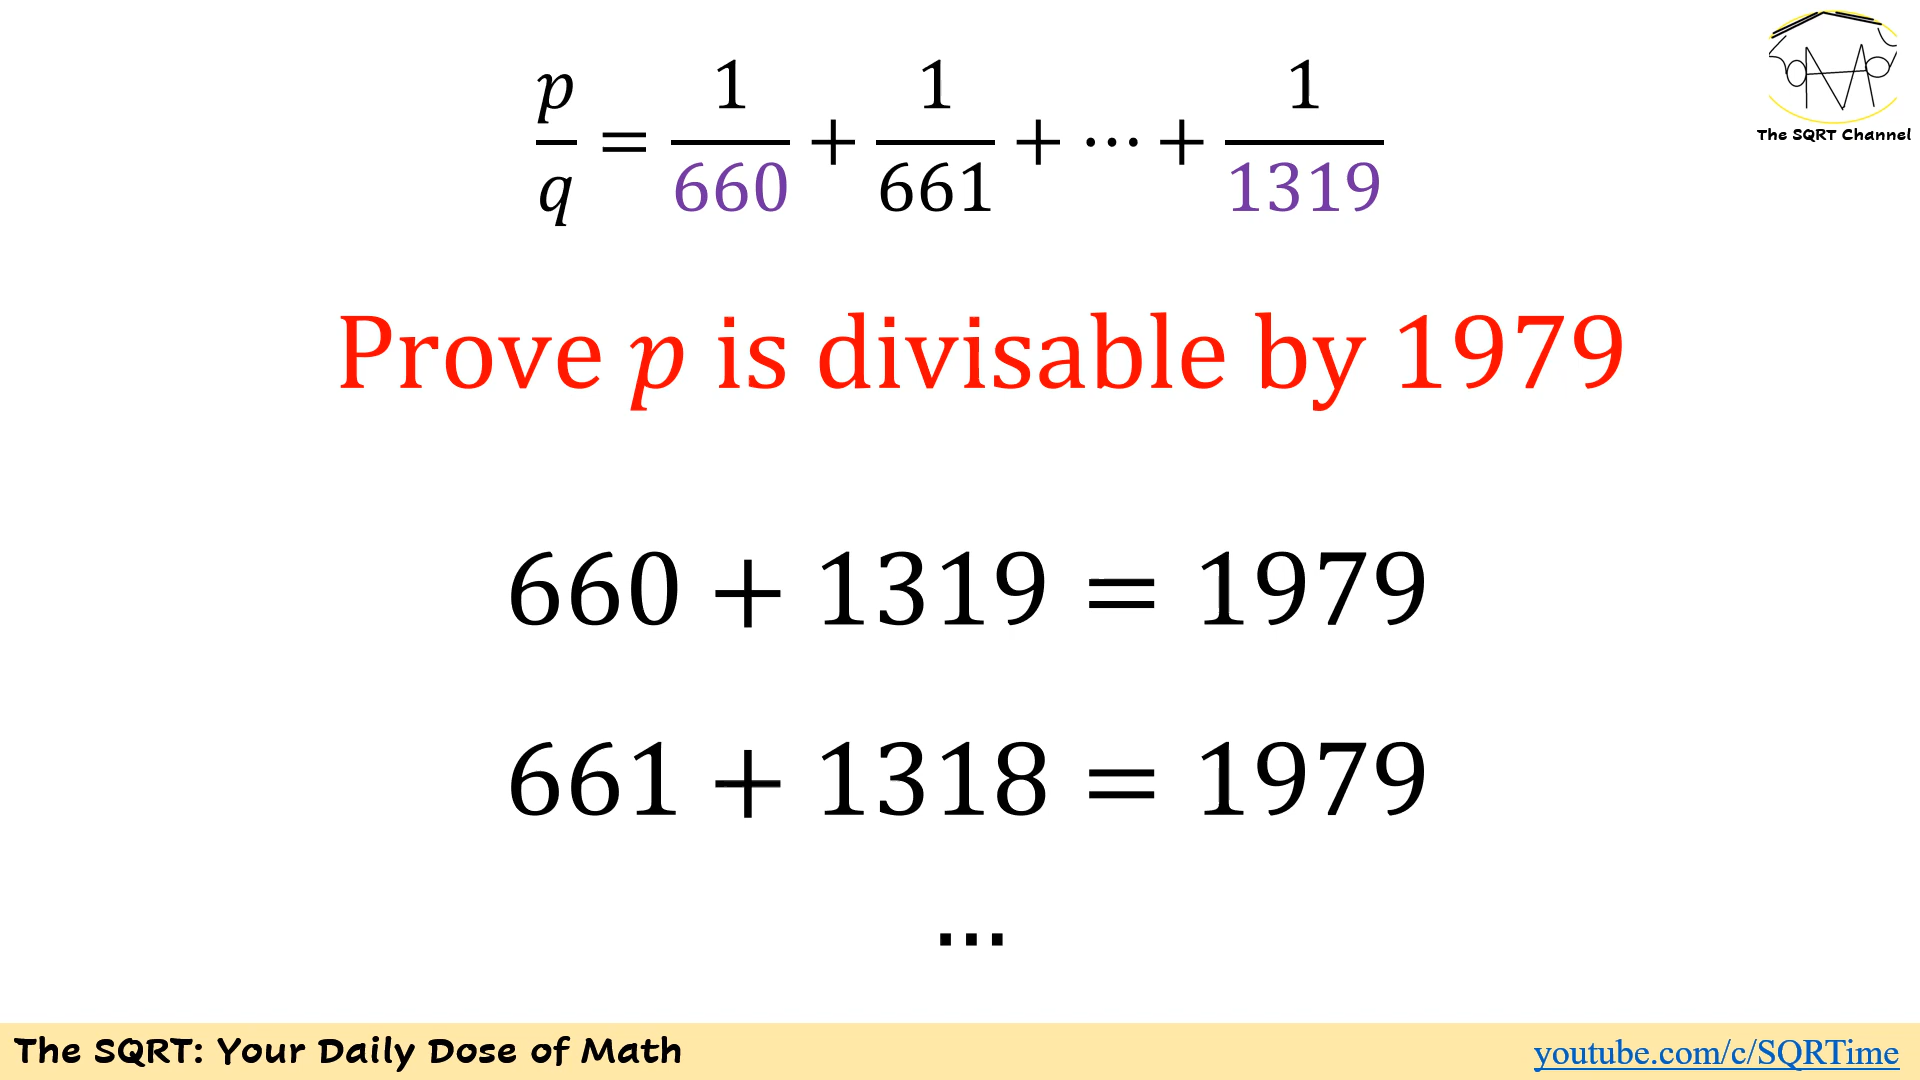 p/q = 1/660 + 1/661 + ⋯ + 1/1319
The SQRT Channel
Prove p is divisable by 1979
660 + 1319 = 1979
661 + 1318 = 1979
...
The SQRT: Your Daily Dose of Math
youtube.com/c/SQRTime